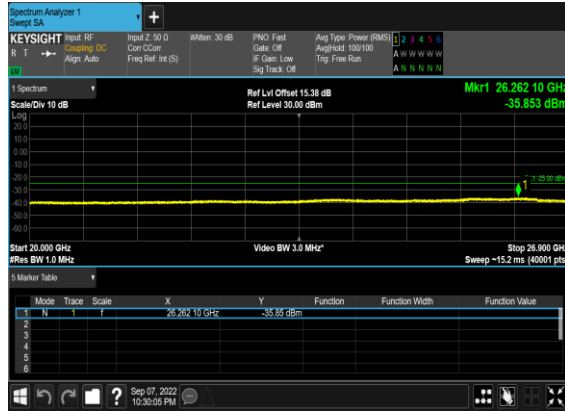 Spectrum Analyzer 1
Swept SA
+
KEYSIGHT
R T
Input: RF
Coupling: DC
Align: Auto
Input Z: 50 Ω
Corr CCorr
Freq Ref: Int (S)
#Atten: 30 dB
PNO: Fast
Gate: Off
IF Gain: Low
Sig Track: Off
Avg Type: Power (RMS)
Avg|Hold: 100/100
Trig: Free Run
1 2 3 4 5 6
A W W W W W
A N N N N N
1 Spectrum
Scale/Div 10 dB
Ref Lvl Offset 15.38 dB
Ref Level 30.00 dBm
Mkr1 26.262 10 GHz
-35.853 dBm
Log
20.0
10.0
0.00
-10.0
-20.0
-30.0
-40.0
-50.0
-60.0
1
-25.00 dBm
Start 20.000 GHz
#Res BW 1.0 MHz
Video BW 3.0 MHz*
Stop 26.900 GHz
Sweep ~15.2 ms (40001 pts)
5 Marker Table
Mode Trace Scale X Y Function Function Width Function Value
1 N 1 f 26.262 10 GHz -35.85 dBm
2
3
4
5
6
?
Sep 07, 2022
10:30:05 PM